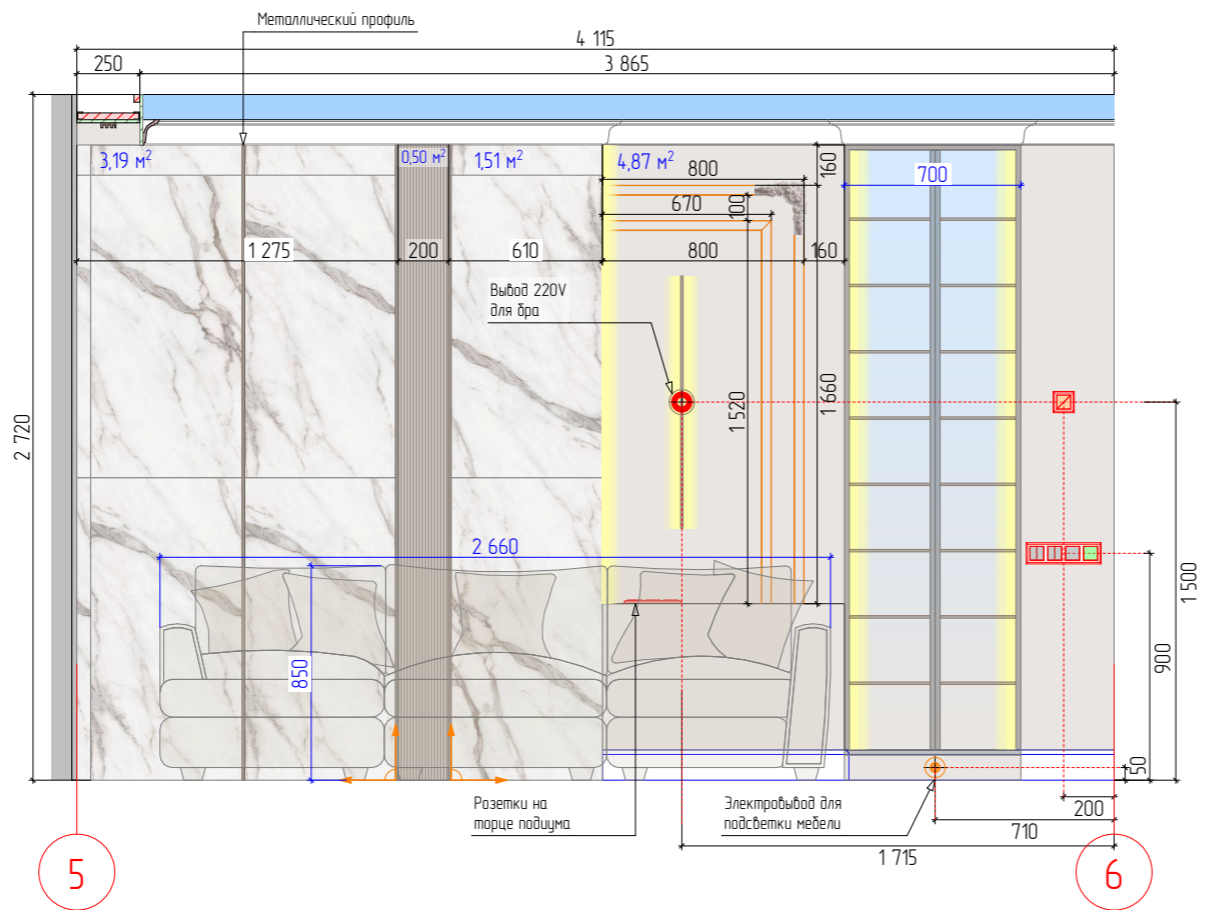 Металлический профиль
4 115
250
3 865
3,19 м²
0,50 м²
1,51 м²
4,87 м²
800
160
700
670
100
1 275
200
610
800
160
Вывод 220V
для бра
1 520
1 660
2 720
2 660
1 500
850
900
50
Розетки на
торце подиума
Электровывод для
подсветки мебели
200
710
1 715
5
6